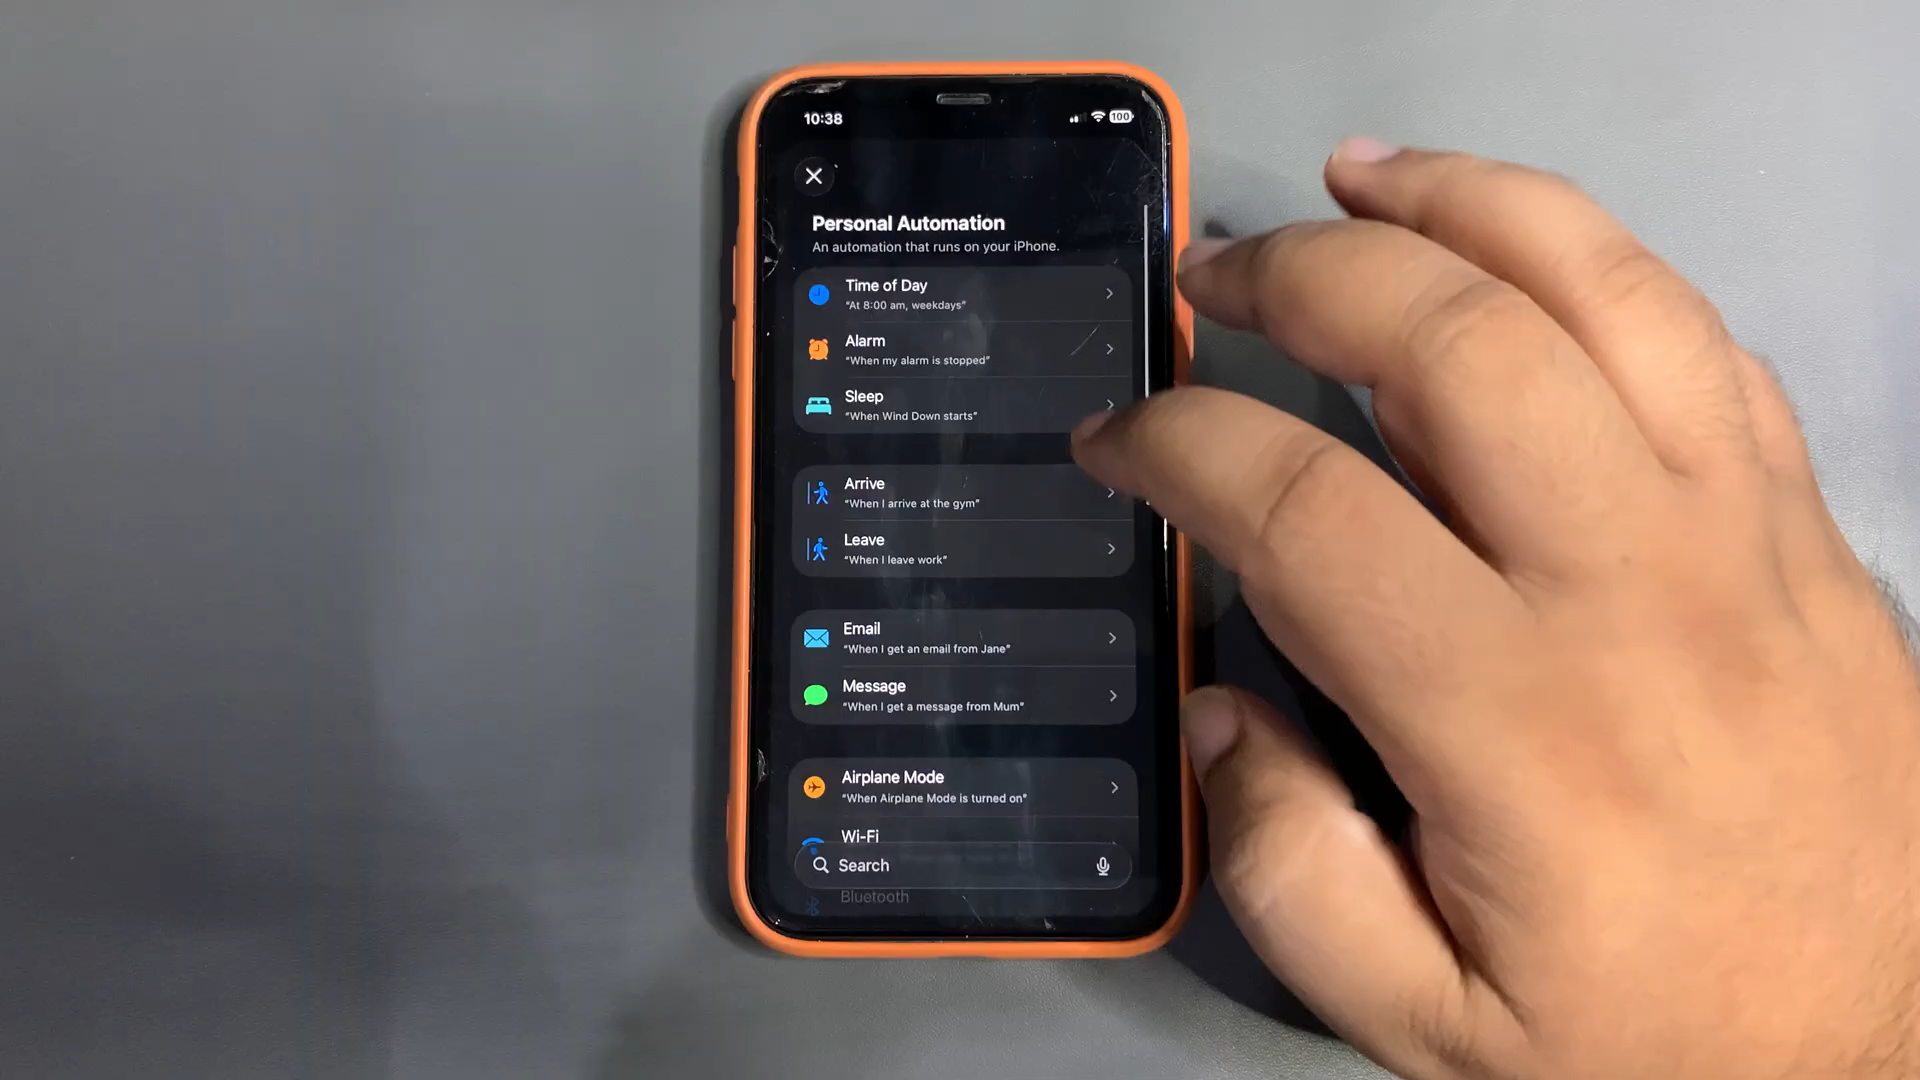 10:38
100
Personal Automation
An automation that runs on your iPhone.
Time of Day
“At 8:00 am, weekdays”
Alarm
“When my alarm is stopped”
Sleep
“When Wind Down starts”
Arrive
“When I arrive at the gym”
Leave
“When I leave work”
Email
“When I get an email from Jane”
Message
“When I get a message from Mum”
Airplane Mode
“When Airplane Mode is turned on”
Wi-Fi
Search
Bluetooth